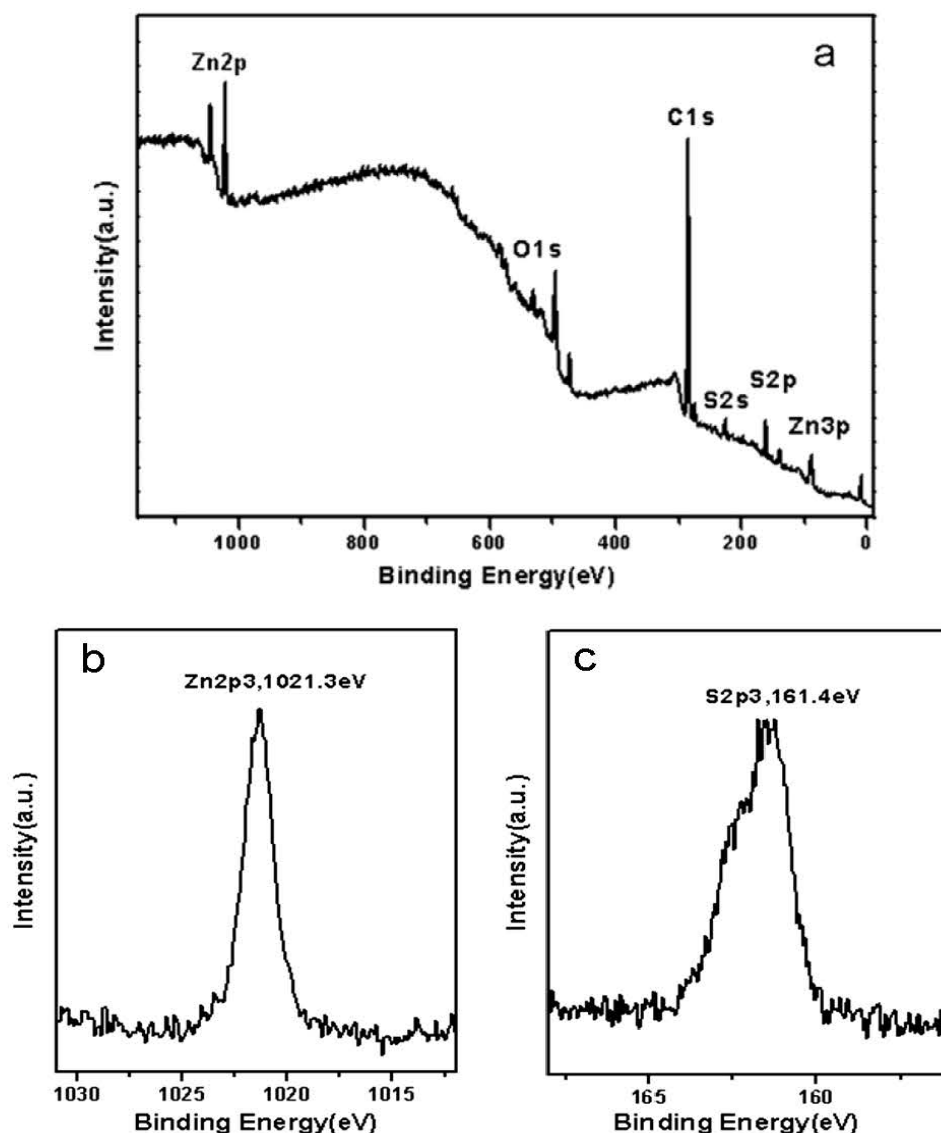 a
Zn2p
C1s
O1s
S2p
S2s
Zn3p
Intensity(a.u.)
1000
800
600
400
200
0
Binding Energy(eV)
b
Zn2p3,1021.3eV
Intensity(a.u.)
1030
1025
1020
1015
Binding Energy(eV)
c
S2p3,161.4eV
Intensity(a.u.)
165
160
Binding Energy(eV)